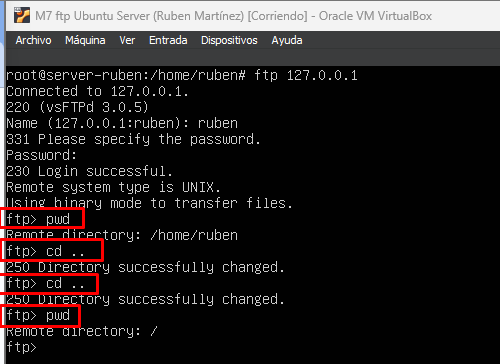 M7 ftp Ubuntu Server (Ruben Martínez) [Corriendo] - Oracle VM VirtualBox
Archivo Máquina Ver Entrada Dispositivos Ayuda
root@server-ruben:/home/ruben# ftp 127.0.0.1
Connected to 127.0.0.1.
220 (vsFTPd 3.0.5)
Name (127.0.0.1:ruben): ruben
331 Please specify the password.
Password:
230 Login successful.
Remote system type is UNIX.
Using binary mode to transfer files.
ftp> pwd
Remote directory: /home/ruben
ftp> cd ..
250 Directory successfully changed.
ftp> cd ..
250 Directory successfully changed.
ftp> pwd
Remote directory: /
ftp>